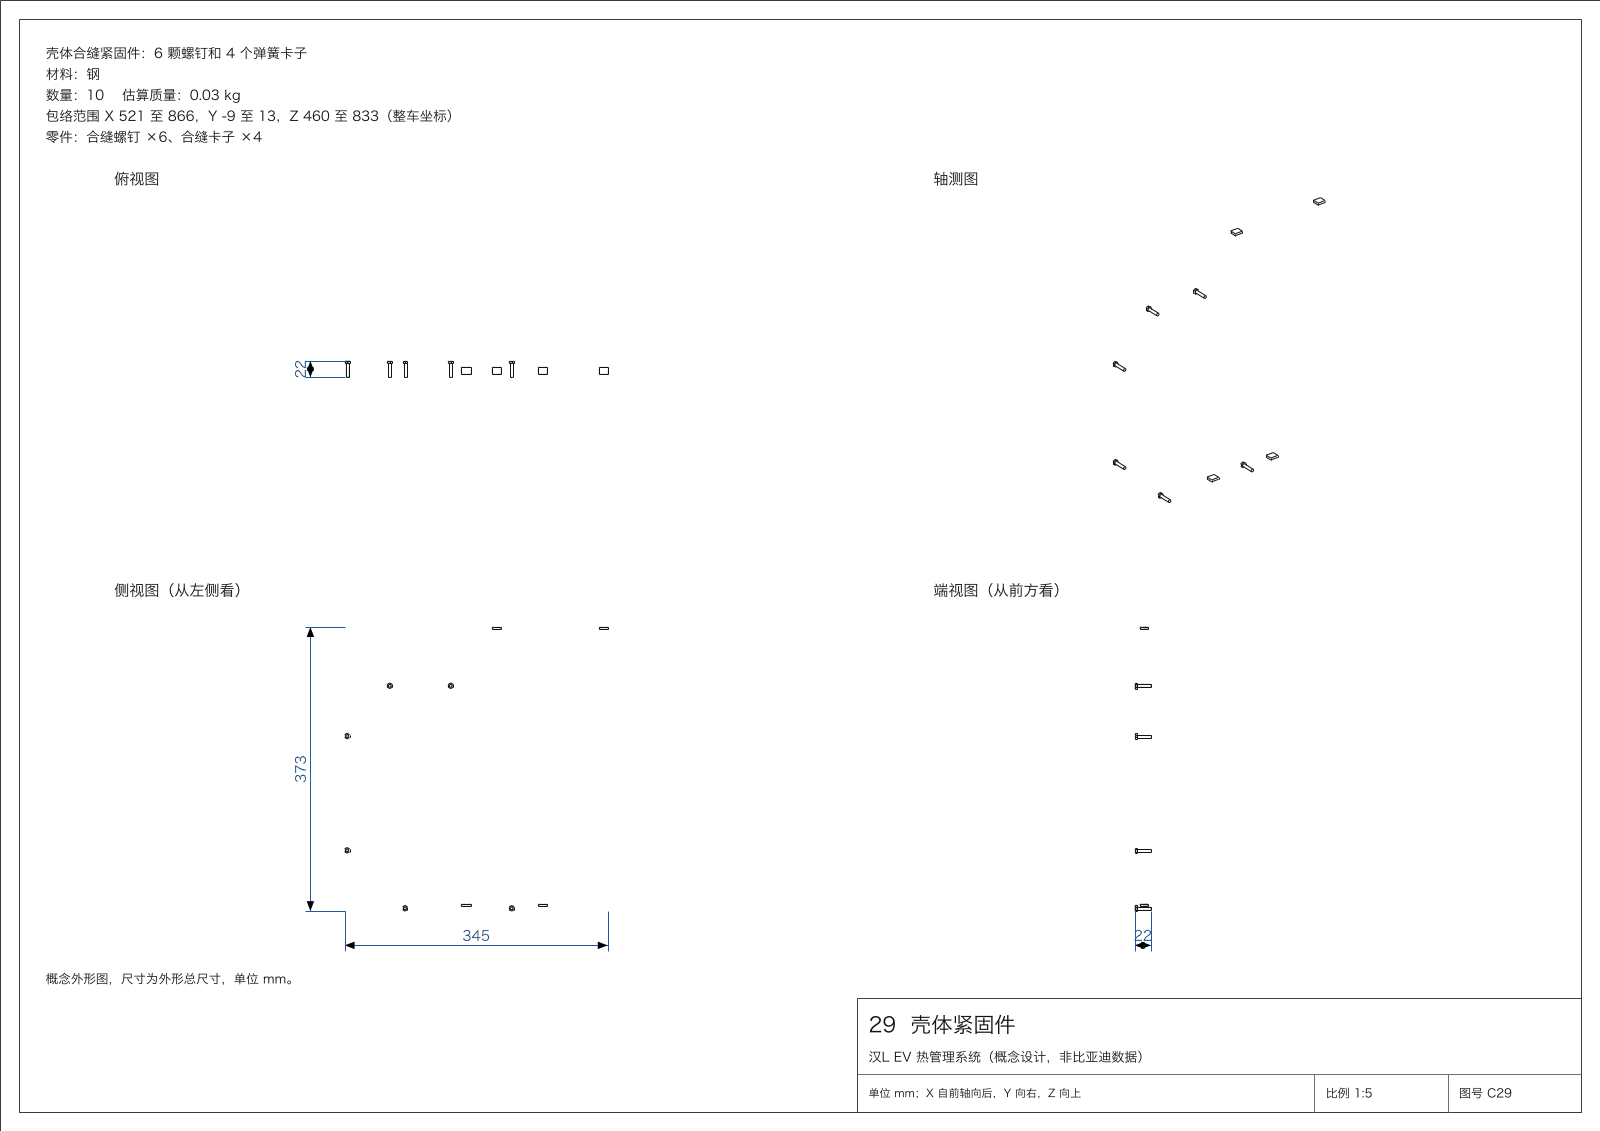 壳体合缝紧固件：6 颗螺钉和 4 个弹簧卡子
材料：钢
数量：10 估算质量：0.03 kg
包络范围 X 521 至 866，Y -9 至 13，Z 460 至 833（整车坐标）
零件：合缝螺钉 ×6、合缝卡子 ×4
俯视图
轴测图
22
侧视图（从左侧看）
端视图（从前方看）
373
345
22
概念外形图，尺寸为外形总尺寸，单位 mm。
29 壳体紧固件
汉L EV 热管理系统（概念设计，非比亚迪数据）
单位 mm；X 自前轴向后，Y 向右，Z 向上
比例 1:5
图号 C29